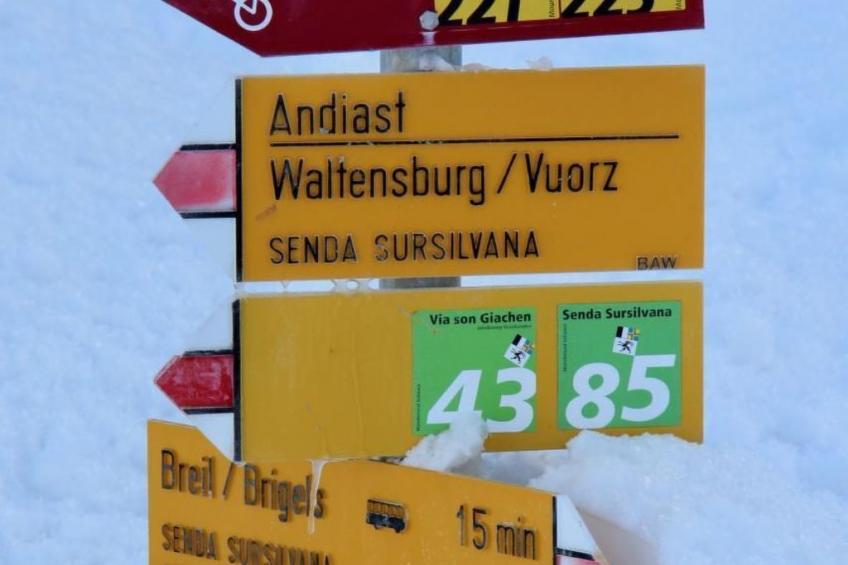 221 223
Andiast
Waltensburg / Vuorz
SENDA SURSILVANA
BAW
Via son Giachen
43
Senda Sursilvana
85
Breil / Brigels
15 min
SENDA SURSILVANA